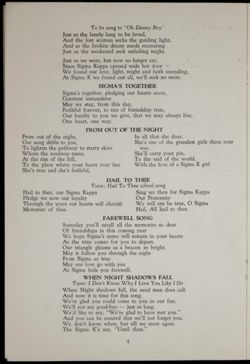 To be sung to "Oh Danny Boy"
Just as the lonely long to be loved,
And the lost seaman seeks the guiding light,
And as the broken dream needs recreating
Just as the weakened seek unfailing might.
Just as we were, but now no longer are,
Since Sigma Kappa opened wide her door —
We found our love, light, might and faith unending,
At Sigma K we found our all, we'll seek no more.
SIGMA'S TOGETHER
Sigma's together, pledging our hearts anew,
Constant intuitive
May we stay, from this day,
Faithful forever, to ties of friendship true,
Our loyalty to you we give, that we may always live,
One heart, one way.
FROM OUT OF THE NIGHT
From out of the night,
Our song drifts to you,
To lighten the pathway to starry skies.
Where the rainbow turns,
At the rim of the hill,
To the place where your heart ever lies.
She's true and she's faithful,
In all that she does.
She's one of the grandest girls there ever
was.
She'll carry your pin,
To the end of the world,
With the love of a Sigma K girl.
HAIL TO THEE
Tune: Hail To Thee school song
Hail to thee, our Sigma Kappa
Pledge we now our loyalty
Through the years our hearts will cherish
Memories of thee.
Sing we then for Sigma Kappa
Our Fraternity
We will aye be true, O Sigma
Hail, All hail to thee.
FAREWELL SONG
Someday you'll recall all the memories so dear
Of friendships in this coming year
We hope Sigma's name will remain in your hearts
As the time comes for you to depart.
Our triangle gleams as a beacon so bright
May it follow you through the night
From Sigma so true
May our love go with you
As Sigma bids you farewell.
WHEN NIGHT SHADOWS FALL
Tune: I Don't Know Why I Love You Like I Do
When Night shadows fall, the sand man does call,
And now it is time for this song.
We're glad you could come to join in our fun.
We'll not say good-bye — just so long.
We'd like to say, "We're glad to have met you."
And you can be assured that we'll not forget you.
We don't know when, but till we meet again.
The Sigma K's say, "Until then."
4